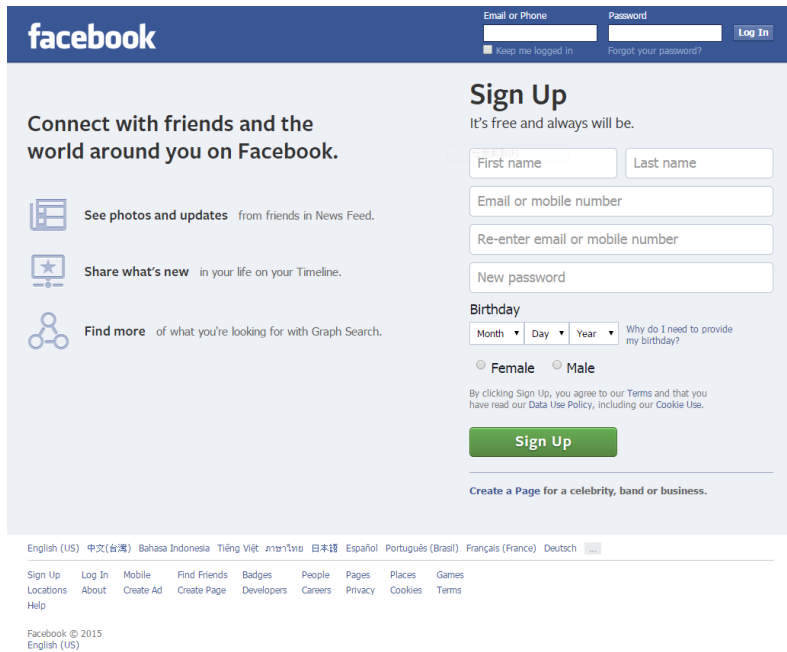 facebook
Email or Phone
Password
Log In
Keep me logged in
Forgot your password?
Connect with friends and the
world around you on Facebook.
See photos and updates from friends in News Feed.
Share what's new in your life on your Timeline.
Find more of what you're looking for with Graph Search.
Sign Up
It's free and always will be.
First name
Last name
Email or mobile number
Re-enter email or mobile number
New password
Birthday
Month
Day
Year
Why do I need to provide
my birthday?
Female
Male
By clicking Sign Up, you agree to our Terms and that you
have read our Data Use Policy, including our Cookie Use.
Sign Up
Create a Page for a celebrity, band or business.
English (US) 中文(台灣) Bahasa Indonesia Tiếng Việt ภาษาไทย 日本語 Español Português (Brasil) Français (France) Deutsch ...
Sign Up Log In Mobile Find Friends Badges People Pages Places Games
Locations About Create Ad Create Page Developers Careers Privacy Cookies Terms
Help
Facebook © 2015
English (US)